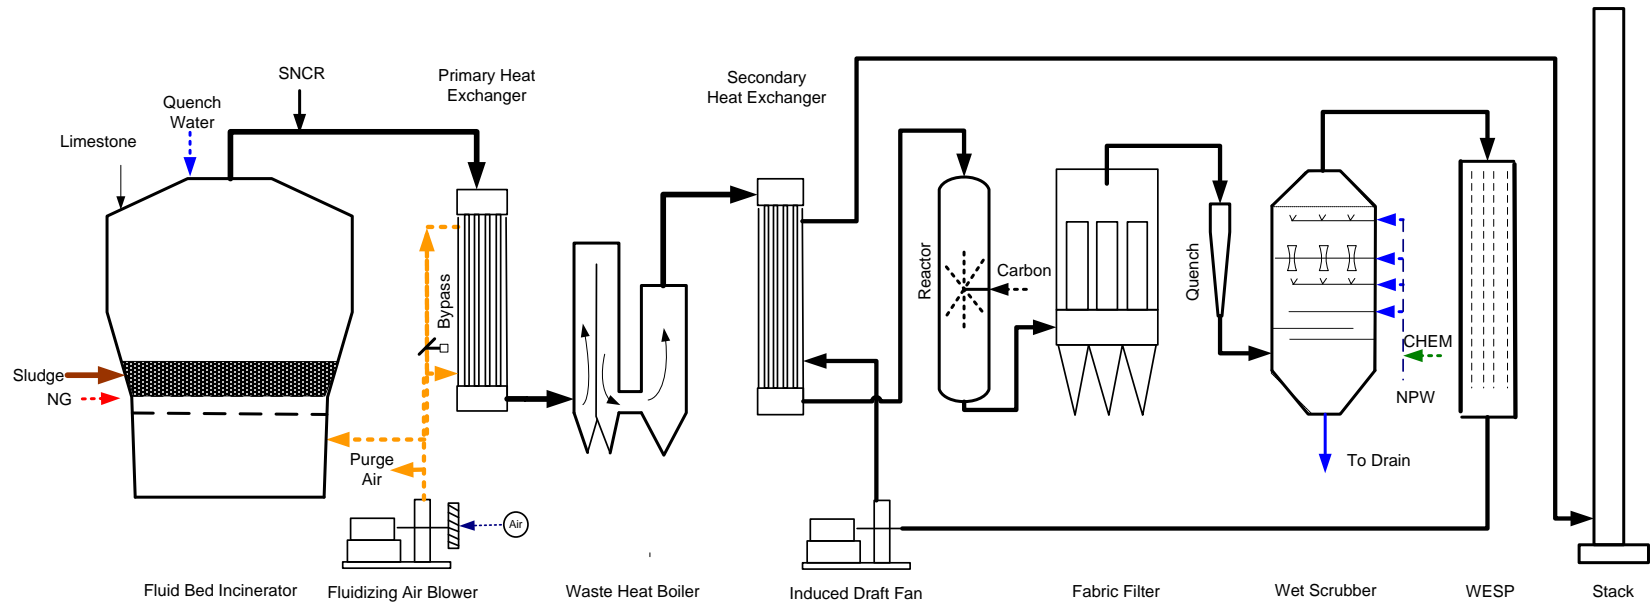 SNCR
Primary Heat
Exchanger
Secondary
Heat Exchanger
Quench
Water
Limestone
Bypass
Reactor
Carbon
Quench
CHEM
NPW
Sludge
NG
Purge
Air
To Drain
Air
Fluid Bed Incinerator
Fluidizing Air Blower
Waste Heat Boiler
Induced Draft Fan
Fabric Filter
Wet Scrubber
WESP
Stack